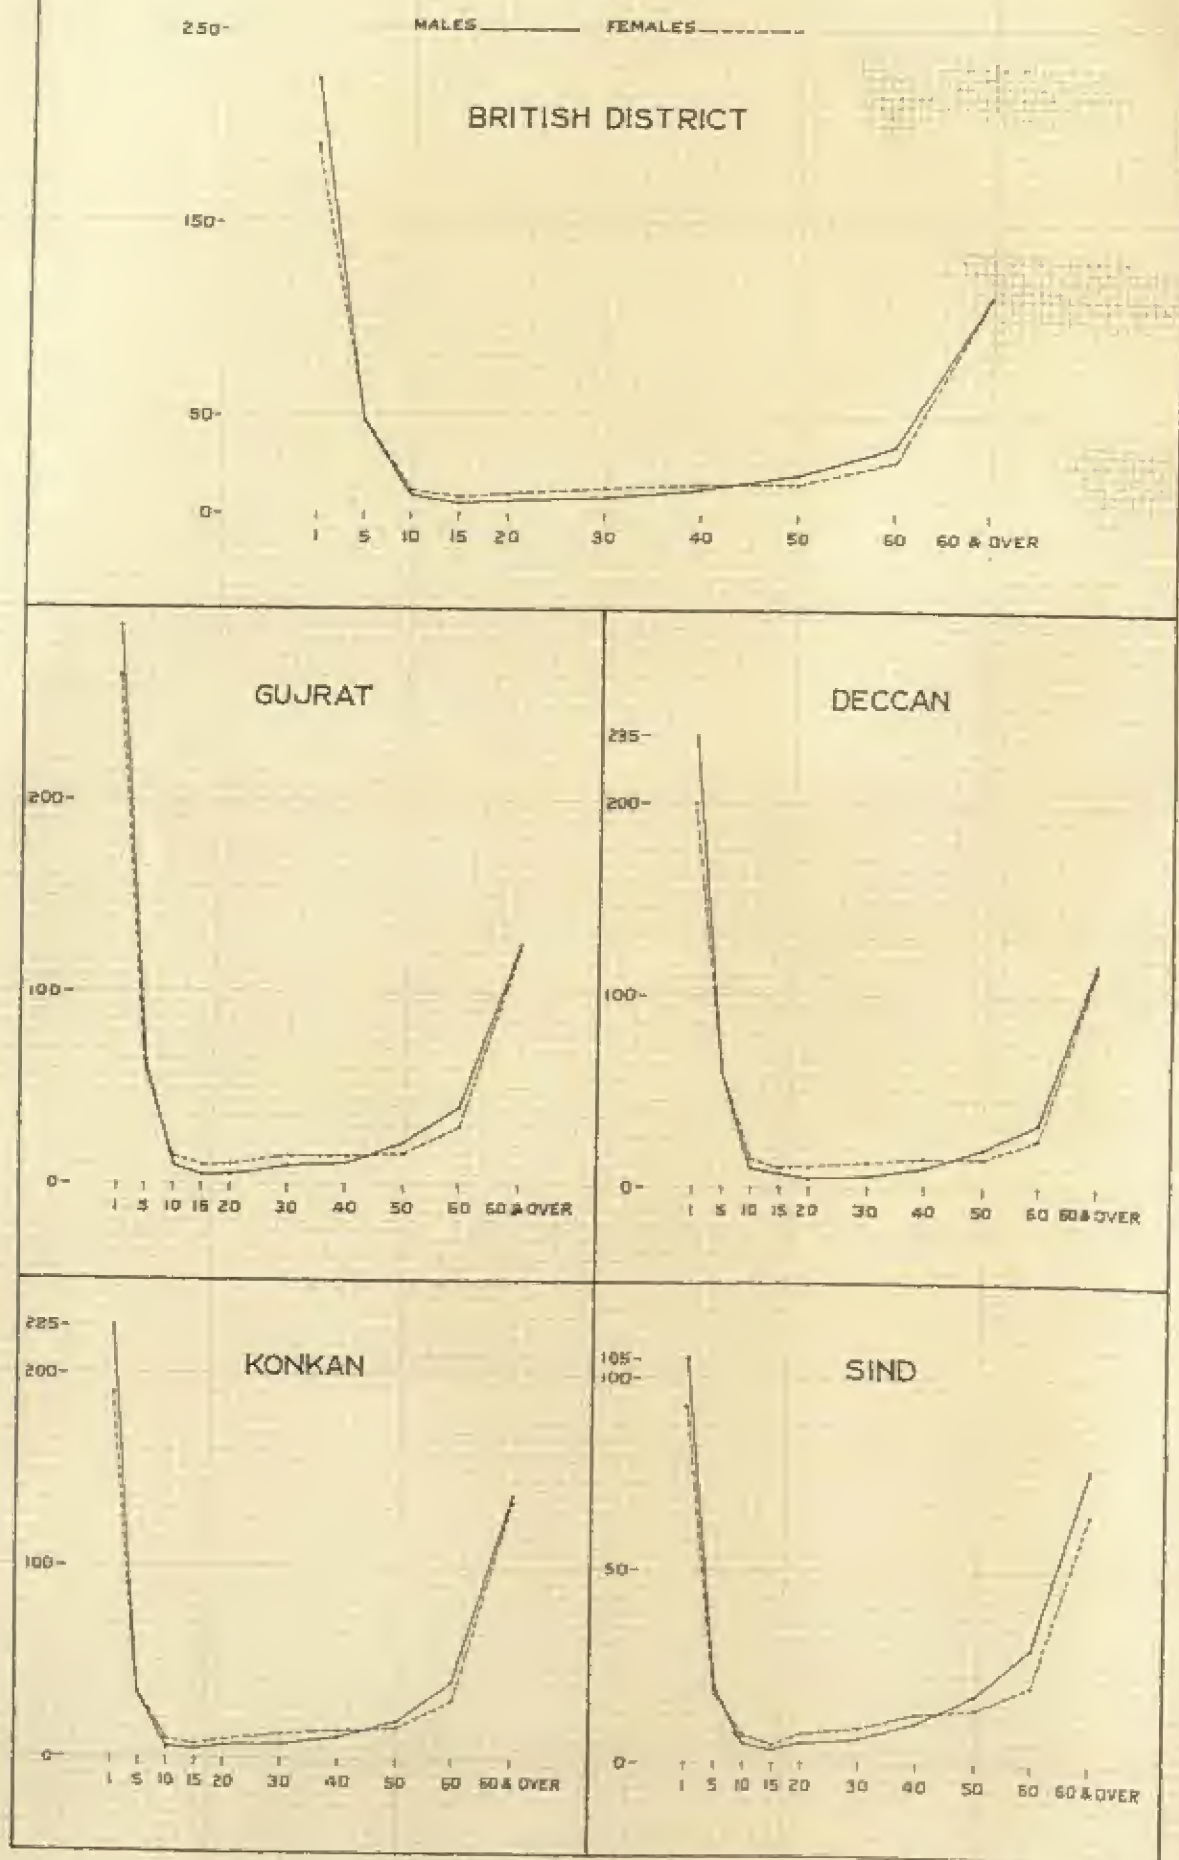 250-
MALES FEMALES
BRITISH DISTRICT
150-
50-
0-
1 5 10 15 20 30 40 50 60 60 & OVER
GUJRAT
200-
100-
0-
1 5 10 15 20 30 40 50 60 60 & OVER
DECCAN
235-
200-
100-
0-
1 5 10 15 20 30 40 50 60 60 & OVER
KONKAN
225-
200-
100-
0-
1 5 10 15 20 30 40 50 60 60 & OVER
SIND
105-
100-
50-
0-
1 5 10 15 20 30 40 50 60 60 & OVER